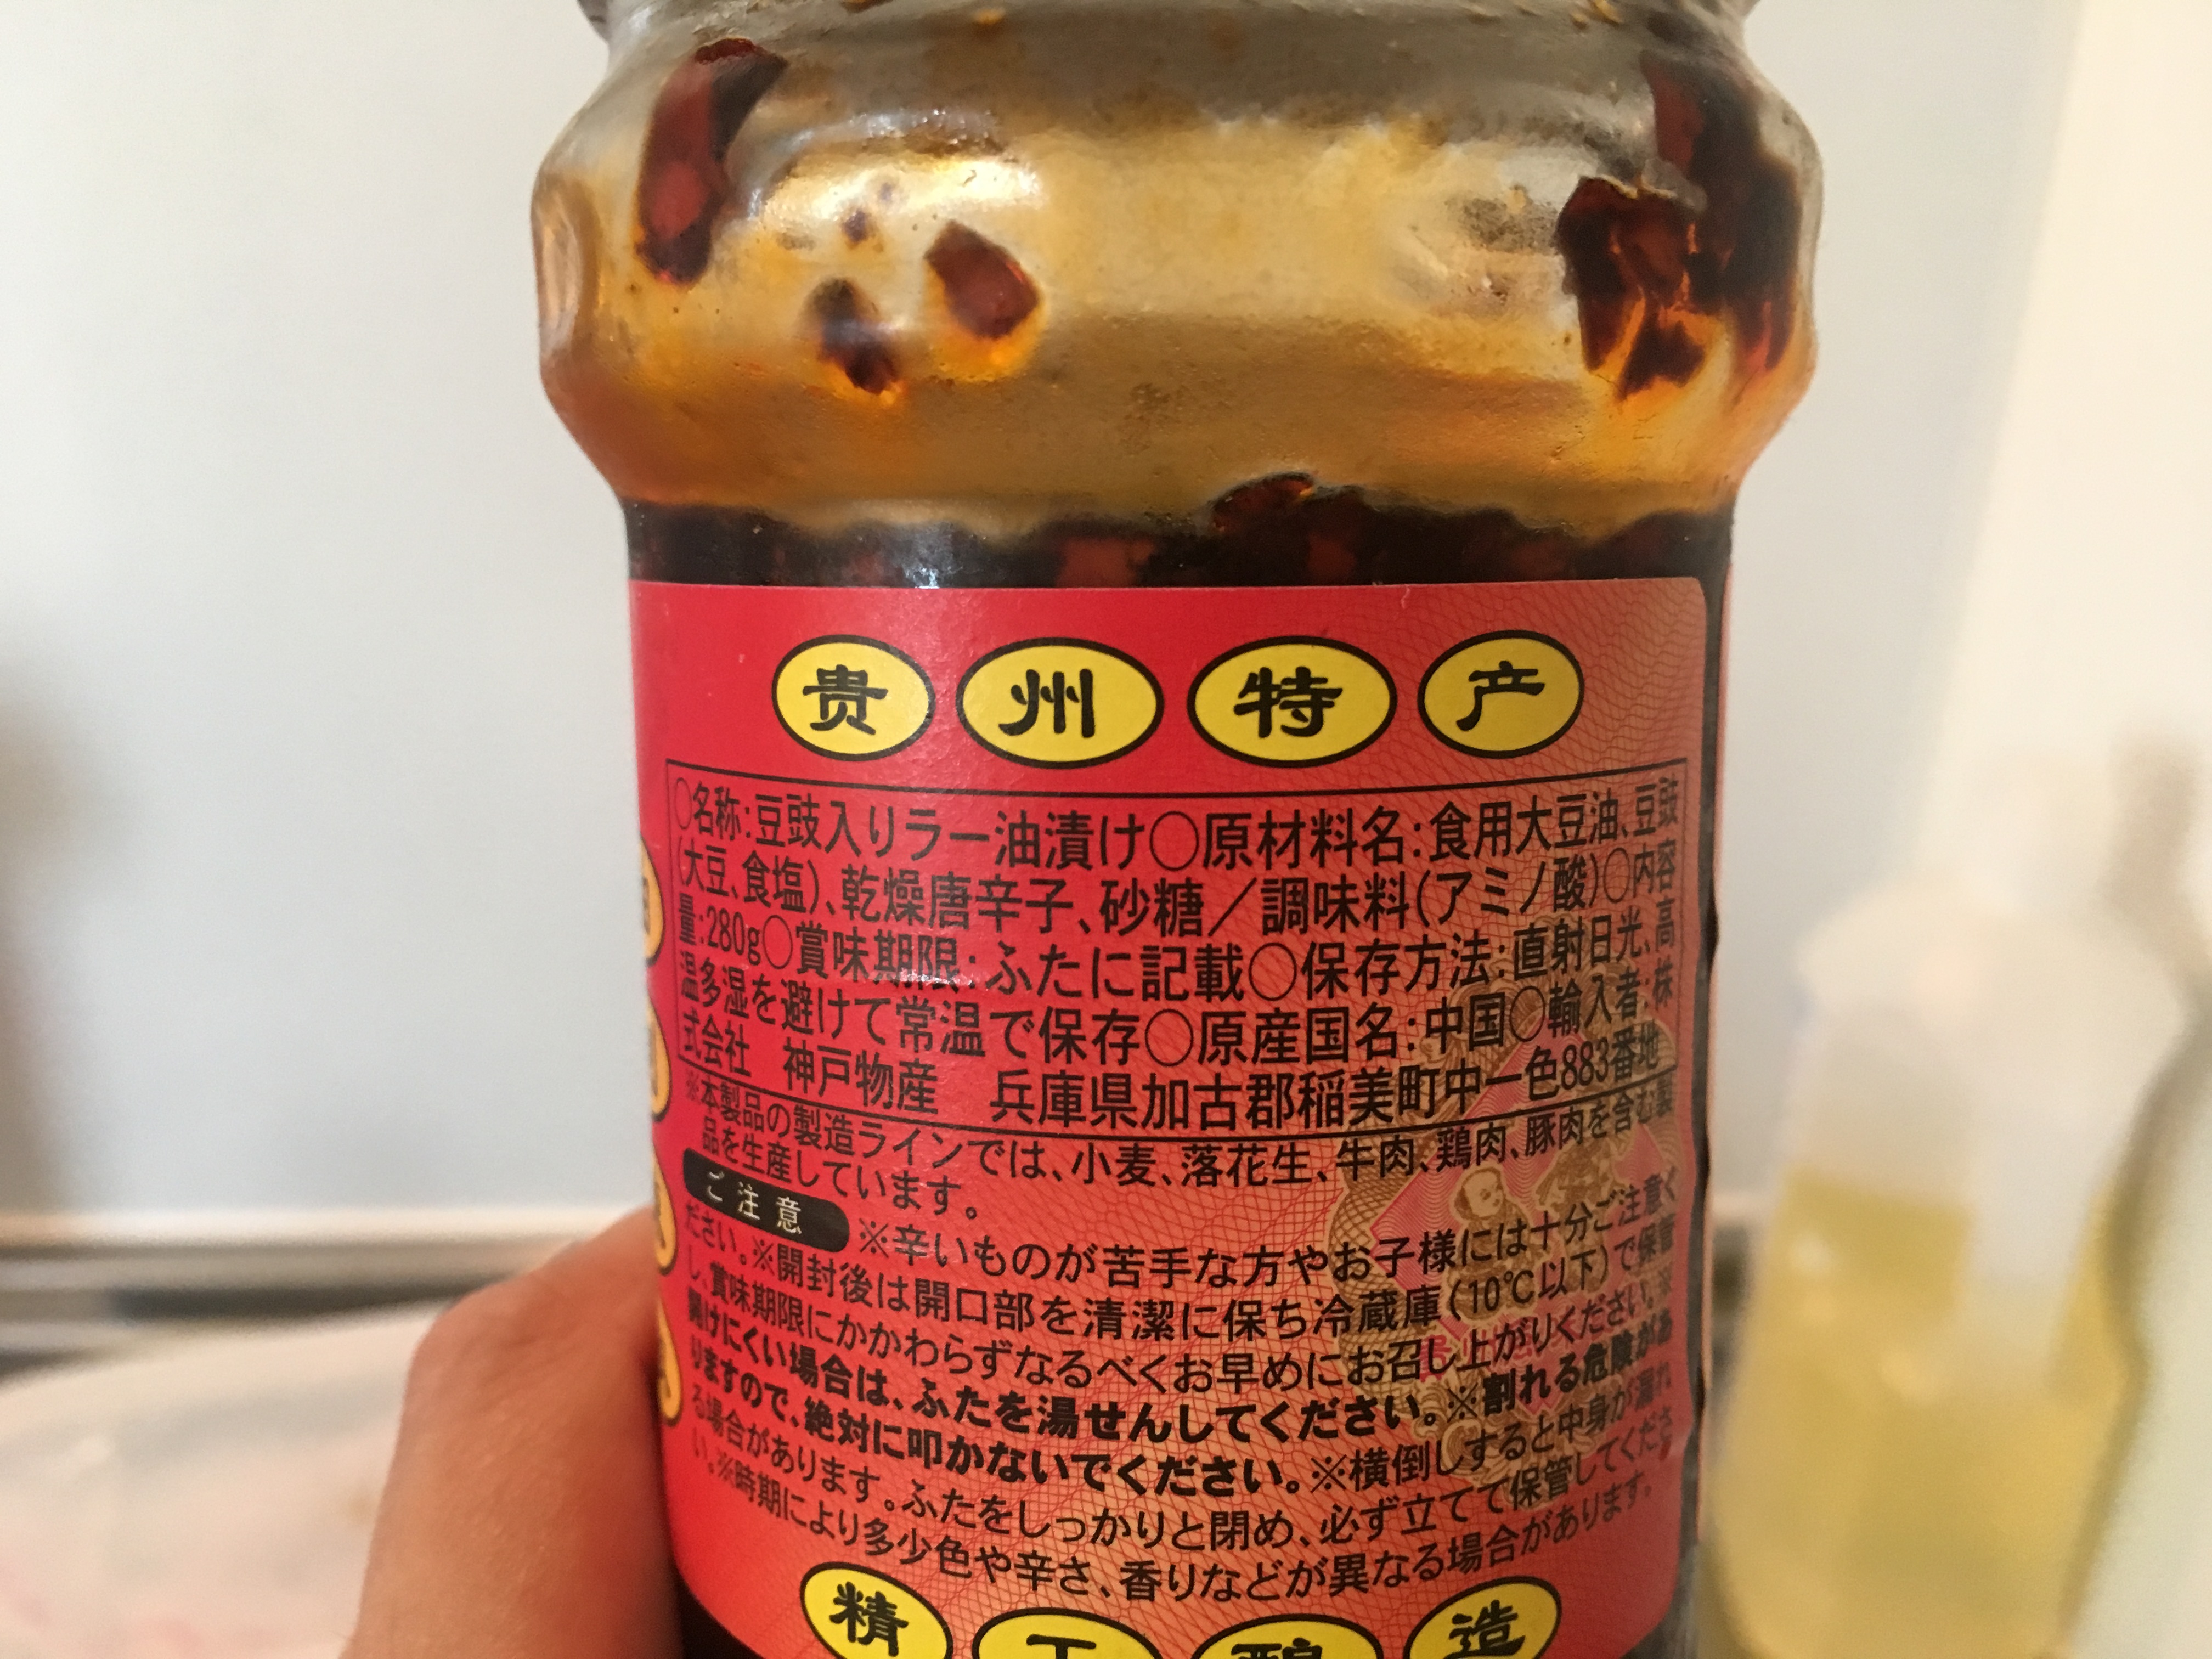 贵州特产
○名称:豆豉入りラー油漬け○原材料名:食用大豆油、豆豉
(大豆、食塩)、乾燥唐辛子、砂糖/調味料(アミノ酸)○内容
量:280g○賞味期限:ふたに記載○保存方法:直射日光、高
温多湿を避けて常温で保存○原産国名:中国○輸入者:株
式会社 神戸物産 兵庫県加古郡稲美町中一色883番地
※本製品の製造ラインでは、小麦、落花生、牛肉、鶏肉、豚肉を含む製
品を生産しています。
ご注意 ※辛いものが苦手な方やお子様には十分ご注意く
ださい。※開封後は開口部を清潔に保ち冷蔵庫(10℃以下)で保管
し、賞味期限にかかわらずなるべくお早めにお召し上がりください。※
開けにくい場合は、ふたを湯せんしてください。※割れる危険があ
りますので、絶対に叩かないでください。※横倒しすると中身が漏れ
る場合があります。ふたをしっかりと閉め、必ず立てて保管してくださ
い。※時期により多少色や辛さ、香りなどが異なる場合があります。
精工酿造